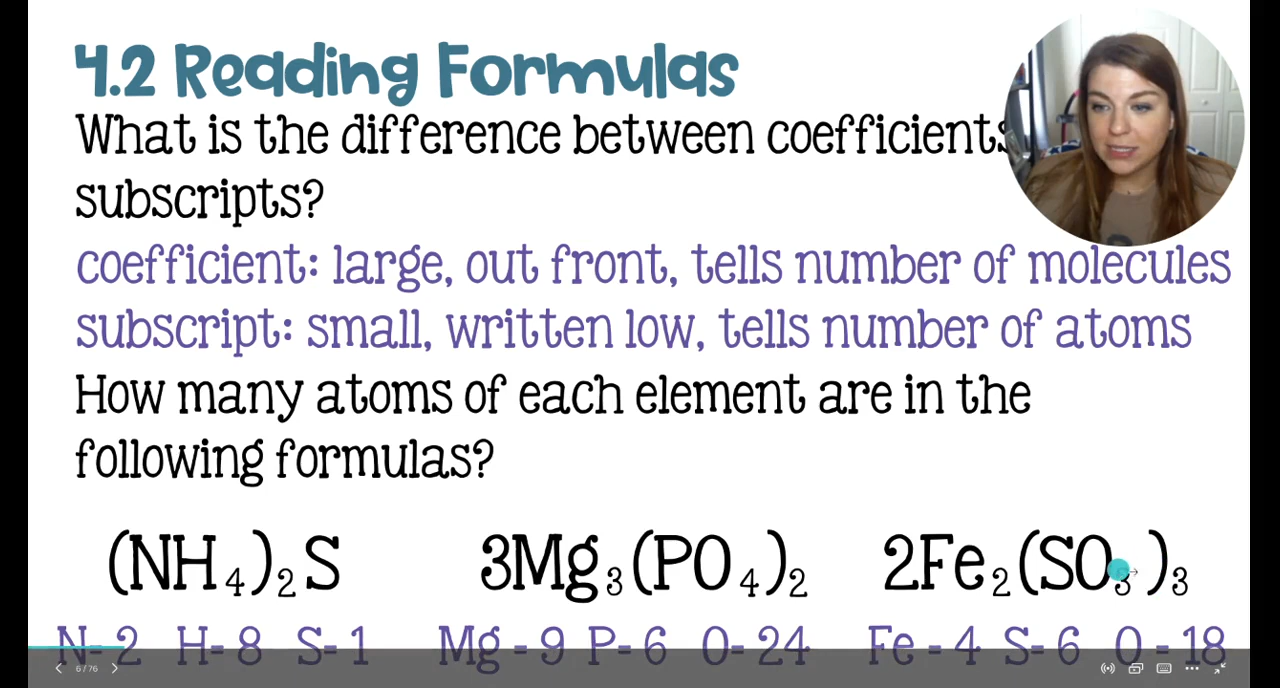 4.2 Reading Formulas
What is the difference between coefficients
subscripts?
coefficient: large, out front, tells number of molecules
subscript: small, written low, tells number of atoms
How many atoms of each element are in the
following formulas?
(NH₄)₂S 3Mg₃(PO₄)₂ 2Fe₂(SO₃)₃
N= 2 H= 8 S= 1 Mg = 9 P= 6 O= 24 Fe = 4 S= 6 O = 18
6/76